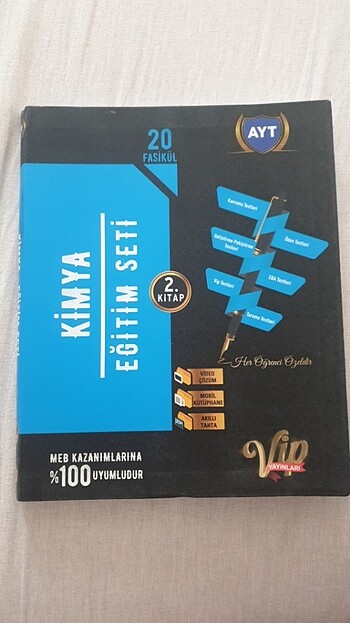 AYT
20
FASİKÜL
Kavrama Testleri
Geliştirme-Pekiştirme
Testleri
Ödev Testleri
Vip Testleri
EBA Testleri
Tarama Testleri
KİMYA
EĞİTİM SETİ
2.
KİTAP
Her Öğrenci Özeldir
VİDEO
ÇÖZÜM
MOBİL
KÜTÜPHANE
AKILLI
TAHTA
MEB KAZANIMLARINA
%100 UYUMLUDUR
Vip
YAYINLARI